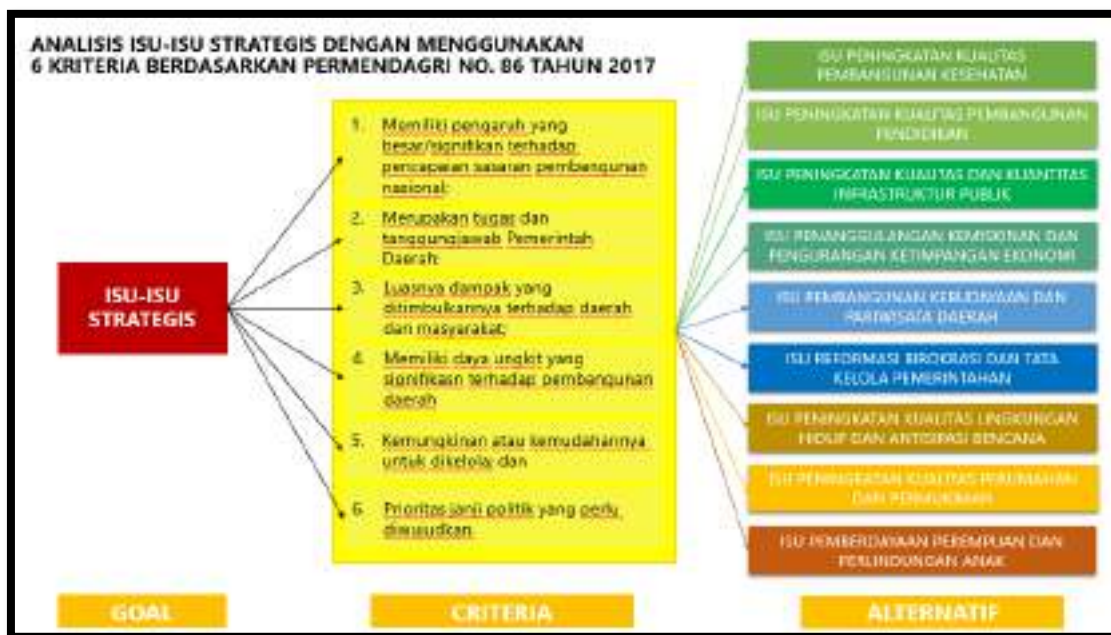 ANALISIS ISU-ISU STRATEGIS DENGAN MENGGUNAKAN
6 KRITERIA BERDASARKAN PERMENDAGRI NO. 86 TAHUN 2017
ISU-ISU
STRATEGIS
1. Memiliki pengaruh yang
besar/signifikan terhadap
pencapaian sasaran pembangunan
nasional;
2. Merupakan tugas dan
tanggungjawab Pemerintah
Daerah;
3. Luasnya dampak yang
ditimbulkannya terhadap daerah
dan masyarakat;
4. Memiliki daya ungkit yang
signifikasn terhadap pembangunan
daerah
5. Kemungkinan atau kemudahannya
untuk dikelola; dan
6. Prioritas janji politik yang perlu
diwujudkan
ISU PENINGKATAN KUALITAS
PEMBANGUNAN KESEHATAN
ISU PENINGKATAN KUALITAS PEMBANGUNAN
PENDIDIKAN
ISU PENINGKATAN KUALITAS DAN KUANTITAS
INFRASTRUKTUR PUBLIK
ISU PENANGGULANGAN KEMISKINAN DAN
PENGURANGAN KETIMPANGAN EKONOMI
ISU PEMBANGUNAN KEBUDAYAAN DAN
PARIWISATA DAERAH
ISU REFORMASI BIROKRASI DAN TATA
KELOLA PEMERINTAHAN
ISU PENINGKATAN KUALITAS LINGKUNGAN
HIDUP DAN ANTISIPASI BENCANA
ISU PENINGKATAN KUALITAS PERUMAHAN
DAN PERMUKIMAN
ISU PEMBERDAYAAN PEREMPUAN DAN
PERLINDUNGAN ANAK
GOAL
CRITERIA
ALTERNATIF